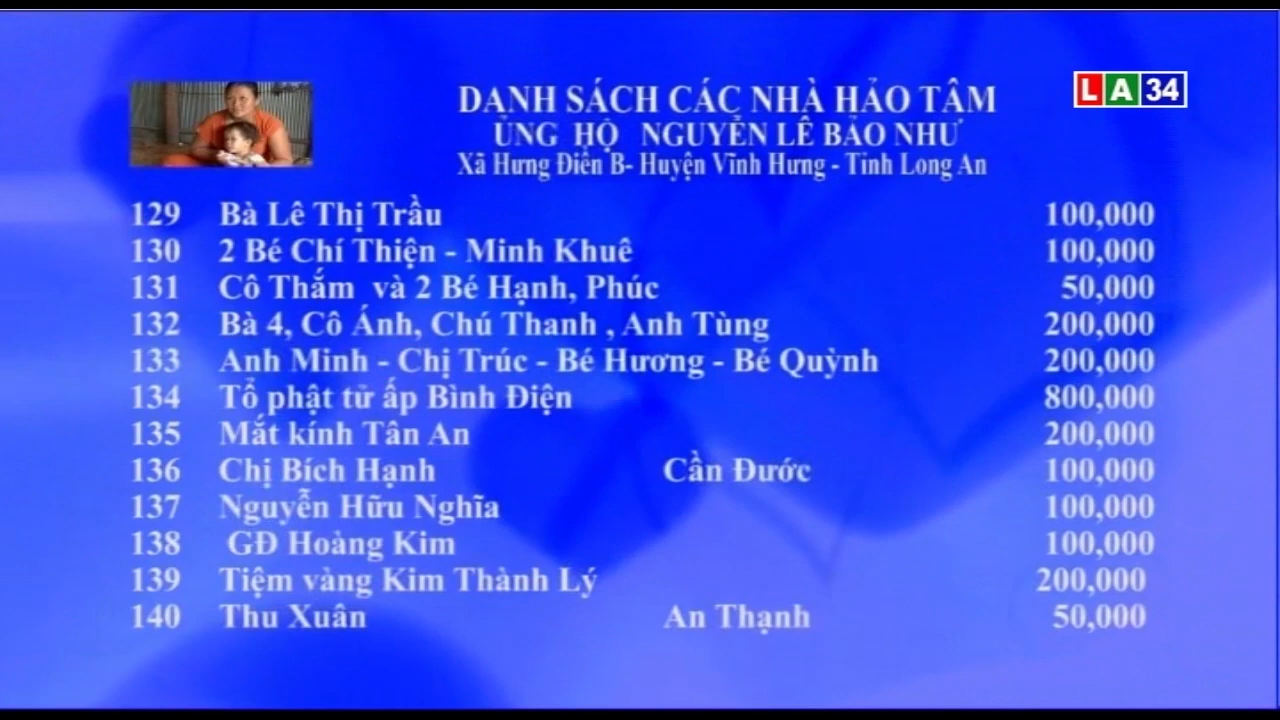 DANH SÁCH CÁC NHÀ HẢO TÂM
LA34
ỦNG HỘ NGUYỄN LÊ BẢO NHƯ
Xã Hưng Điền B- Huyện Vĩnh Hưng - Tỉnh Long An
129 Bà Lê Thị Trầu 100,000
130 2 Bé Chí Thiện - Minh Khuê 100,000
131 Cô Thắm và 2 Bé Hạnh, Phúc 50,000
132 Bà 4, Cô Ánh, Chú Thanh , Anh Tùng 200,000
133 Anh Minh - Chị Trúc - Bé Hương - Bé Quỳnh 200,000
134 Tổ phật tử ấp Bình Điện 800,000
135 Mắt kính Tân An 200,000
136 Chị Bích Hạnh Cần Đước 100,000
137 Nguyễn Hữu Nghĩa 100,000
138 GĐ Hoàng Kim 100,000
139 Tiệm vàng Kim Thành Lý 200,000
140 Thu Xuân An Thạnh 50,000